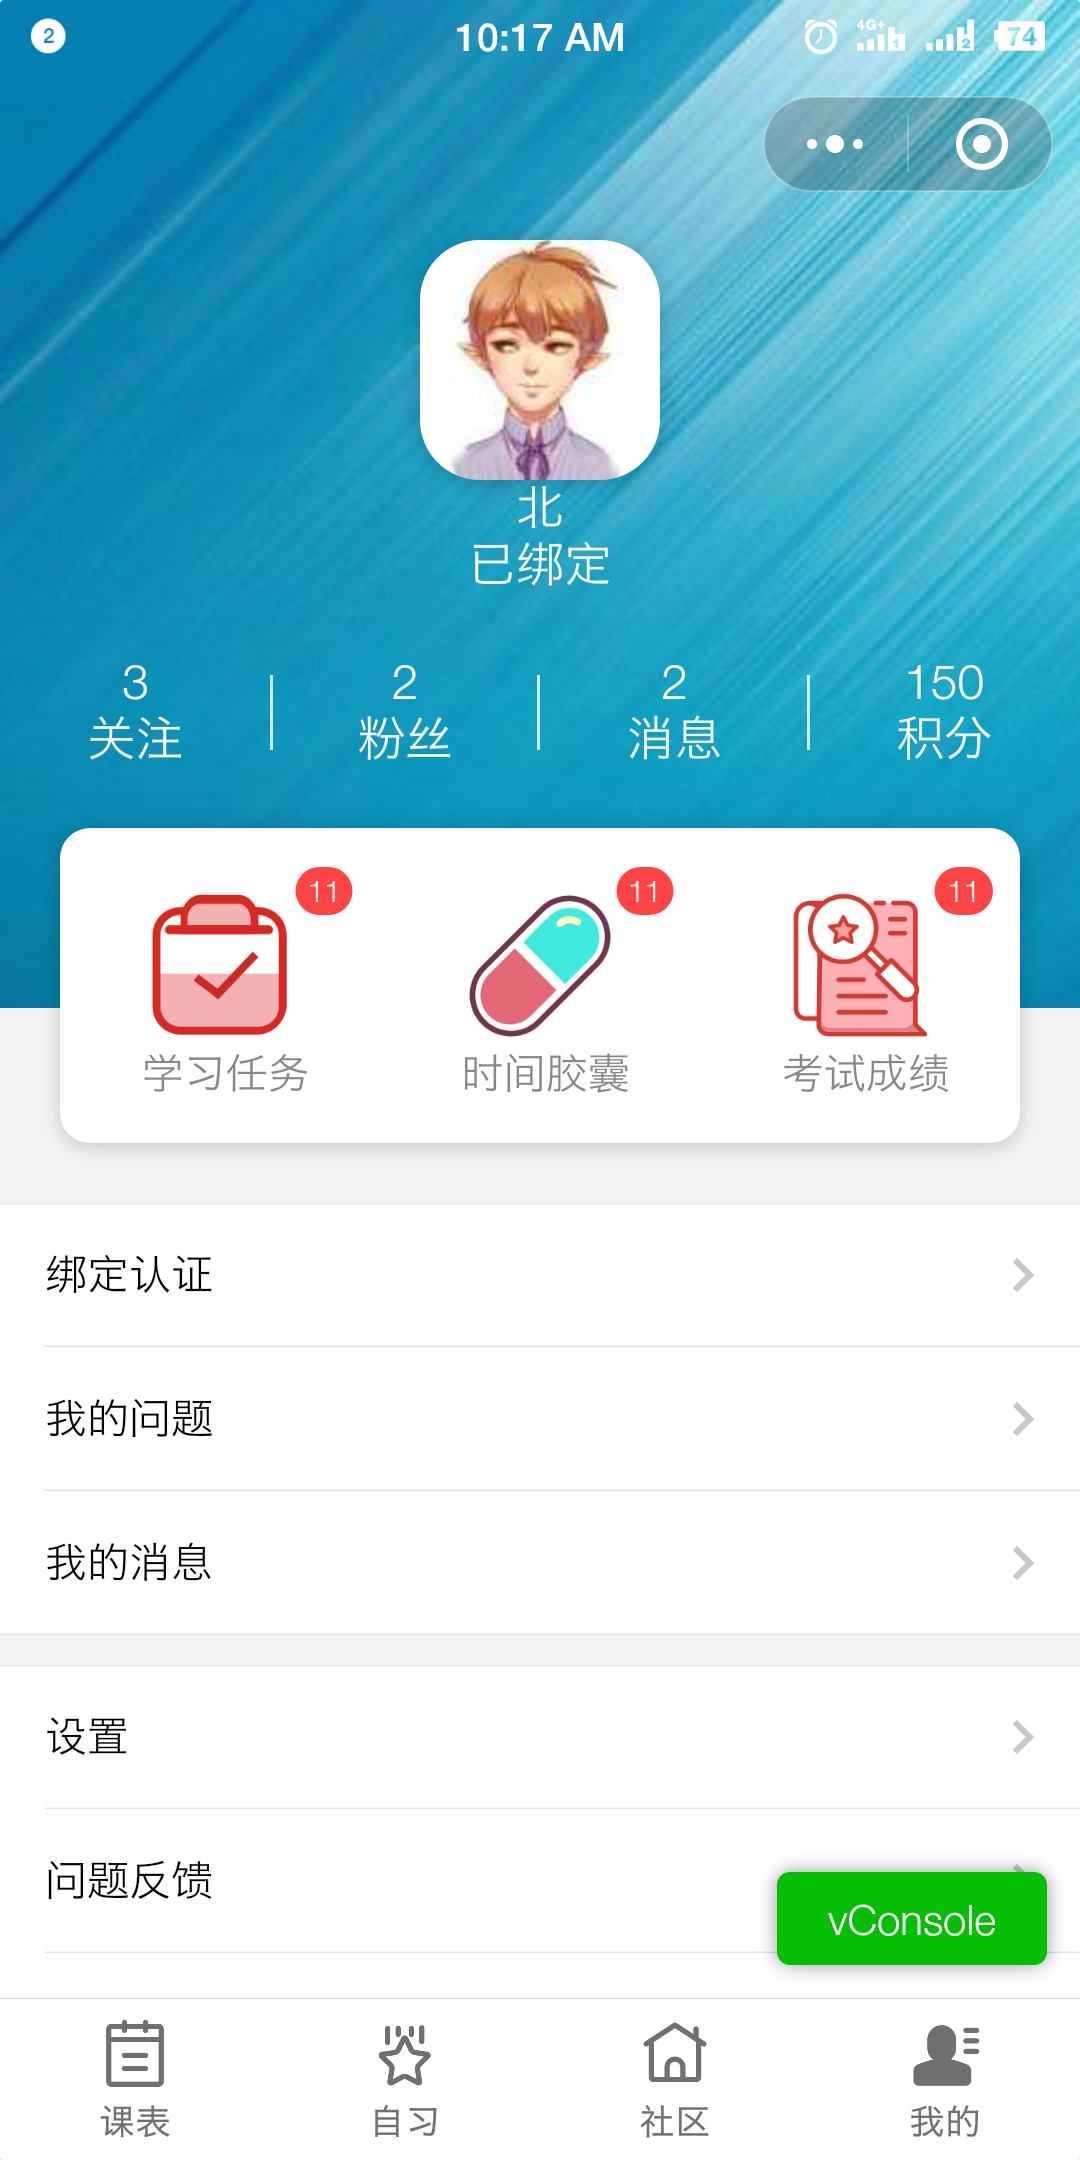 2
10:17 AM
4G+
1
2
74
北
已绑定
3
关注
2
粉丝
2
消息
150
积分
11
学习任务
11
时间胶囊
11
考试成绩
绑定认证
我的问题
我的消息
设置
问题反馈
vConsole
课表
自习
社区
我的